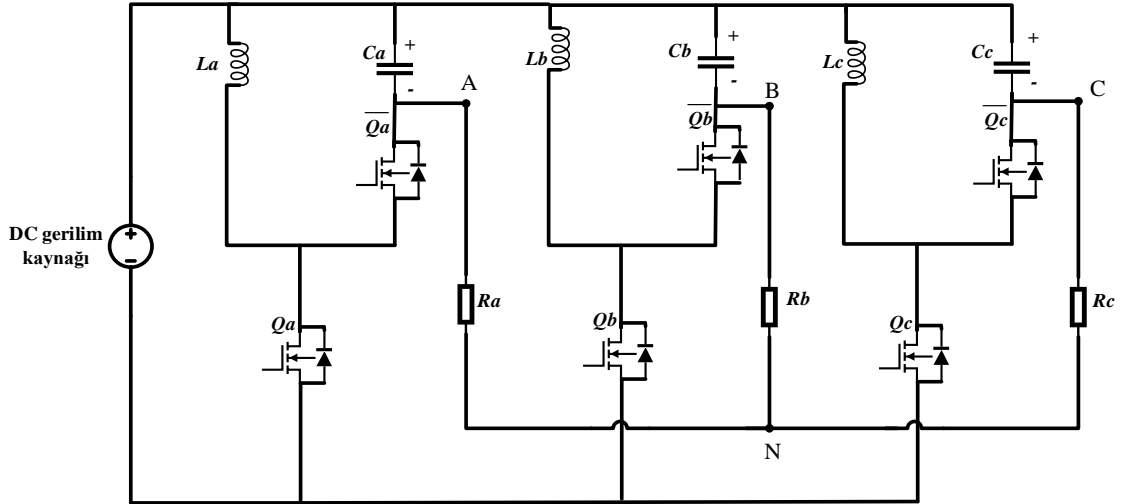 La
Ca
+
-
A
Qa
Lb
Cb
+
-
B
Qb
Lc
Cc
+
-
C
Qc
DC gerilim
kaynağı
+
-
Qa
Ra
Qb
Rb
Qc
Rc
N